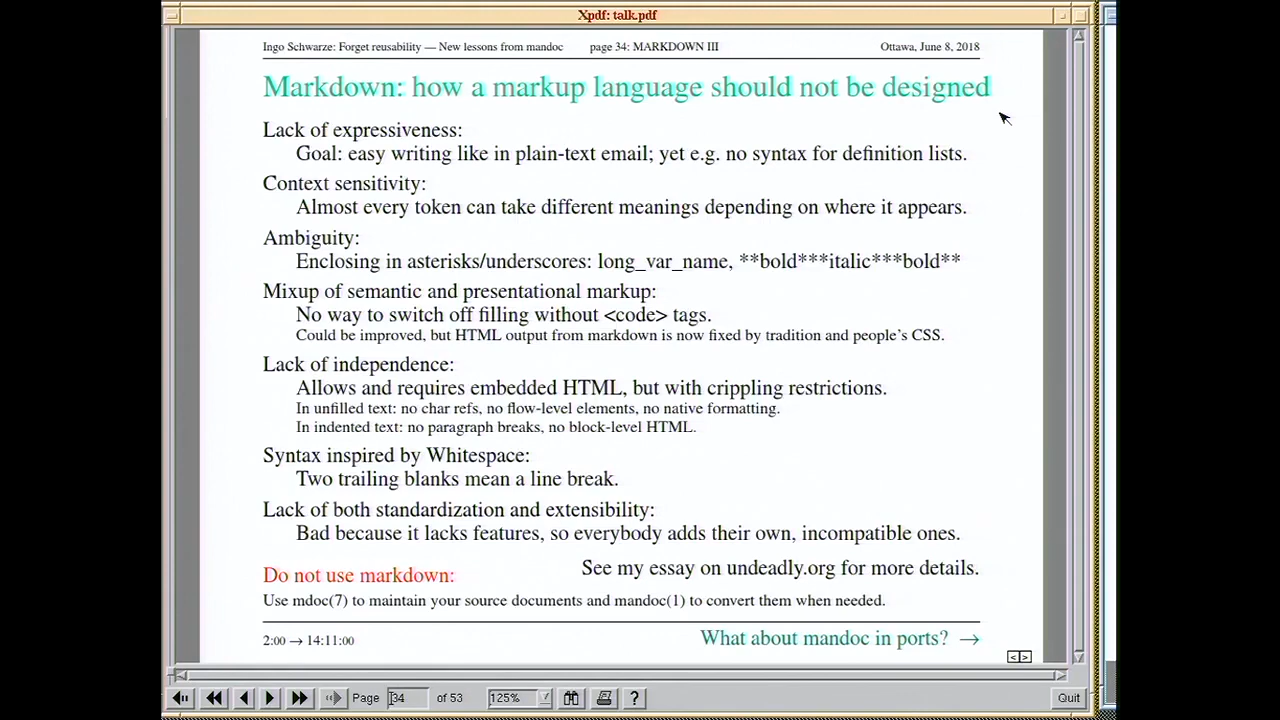 Xpdf: talk.pdf
Ingo Schwarze: Forget reusability — New lessons from mandoc page 34: MARKDOWN III Ottawa, June 8, 2018
Markdown: how a markup language should not be designed
Lack of expressiveness:
Goal: easy writing like in plain-text email; yet e.g. no syntax for definition lists.
Context sensitivity:
Almost every token can take different meanings depending on where it appears.
Ambiguity:
Enclosing in asterisks/underscores: long_var_name, **bold***italic***bold**
Mixup of semantic and presentational markup:
No way to switch off filling without <code> tags.
Could be improved, but HTML output from markdown is now fixed by tradition and people's CSS.
Lack of independence:
Allows and requires embedded HTML, but with crippling restrictions.
In unfilled text: no char refs, no flow-level elements, no native formatting.
In indented text: no paragraph breaks, no block-level HTML.
Syntax inspired by Whitespace:
Two trailing blanks mean a line break.
Lack of both standardization and extensibility:
Bad because it lacks features, so everybody adds their own, incompatible ones.
See my essay on undeadly.org for more details.
Do not use markdown:
Use mdoc(7) to maintain your source documents and mandoc(1) to convert them when needed.
2:00 → 14:11:00 What about mandoc in ports? →
<>
Page 34 of 53 125% ? Quit